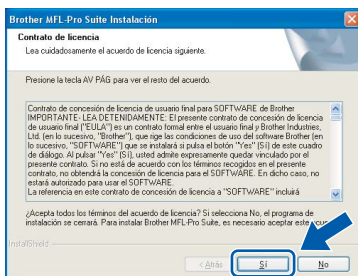 Brother MFL-Pro Suite Instalación
Contrato de licencia
Lea cuidadosamente el acuerdo de licencia siguiente.
Presione la tecla AV PÁG para ver el resto del acuerdo.
Contrato de concesión de licencia de usuario final para SOFTWARE de Brother
IMPORTANTE- LEA DETENIDAMENTE: El presente contrato de concesión de licencia
de usuario final ("EULA") es un contrato formal entre el usuario final y Brother Industries,
Ltd. (en lo sucesivo, "Brother"), que rige las condiciones de uso del software Brother (en
lo sucesivo, "SOFTWARE") que se instalará si pulsa el botón "Yes" (Sí) de este cuadro
de diálogo. Al pulsar "Yes" (Sí), usted admite expresamente quedar vinculado por el
presente contrato. Si no está de acuerdo con los términos recogidos en el presente
contrato, no obtendrá la concesión de licencia para el SOFTWARE. En dicho caso, no
estará autorizado para usar el SOFTWARE.
La referencia en este contrato de concesión de licencia a "SOFTWARE" incluirá
¿Acepta todos los términos del acuerdo de licencia? Si selecciona No, el programa de
instalación se cerrará. Para instalar Brother MFL-Pro Suite, es necesario aceptar este
InstallShield
< Atrás
Sí
No